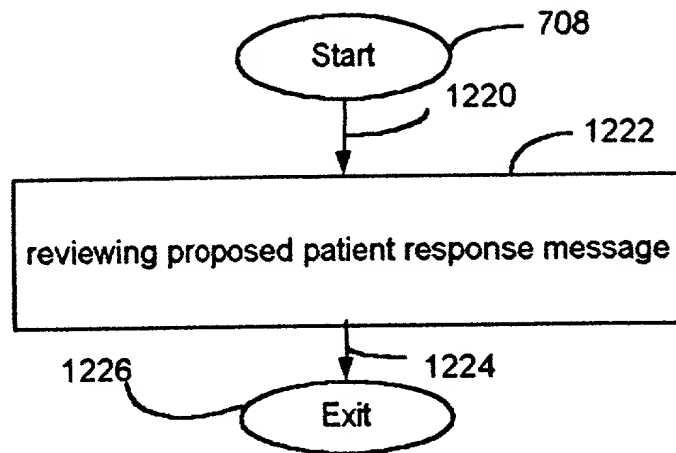 708
Start
1220
1222
reviewing proposed patient response message
1224
1226
Exit